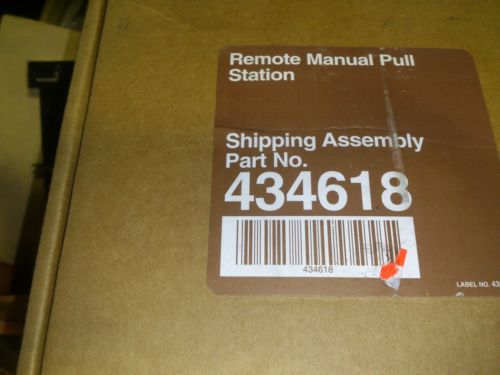 Remote Manual Pull
Station
Shipping Assembly
Part No.
434618
434618
LABEL NO. 43